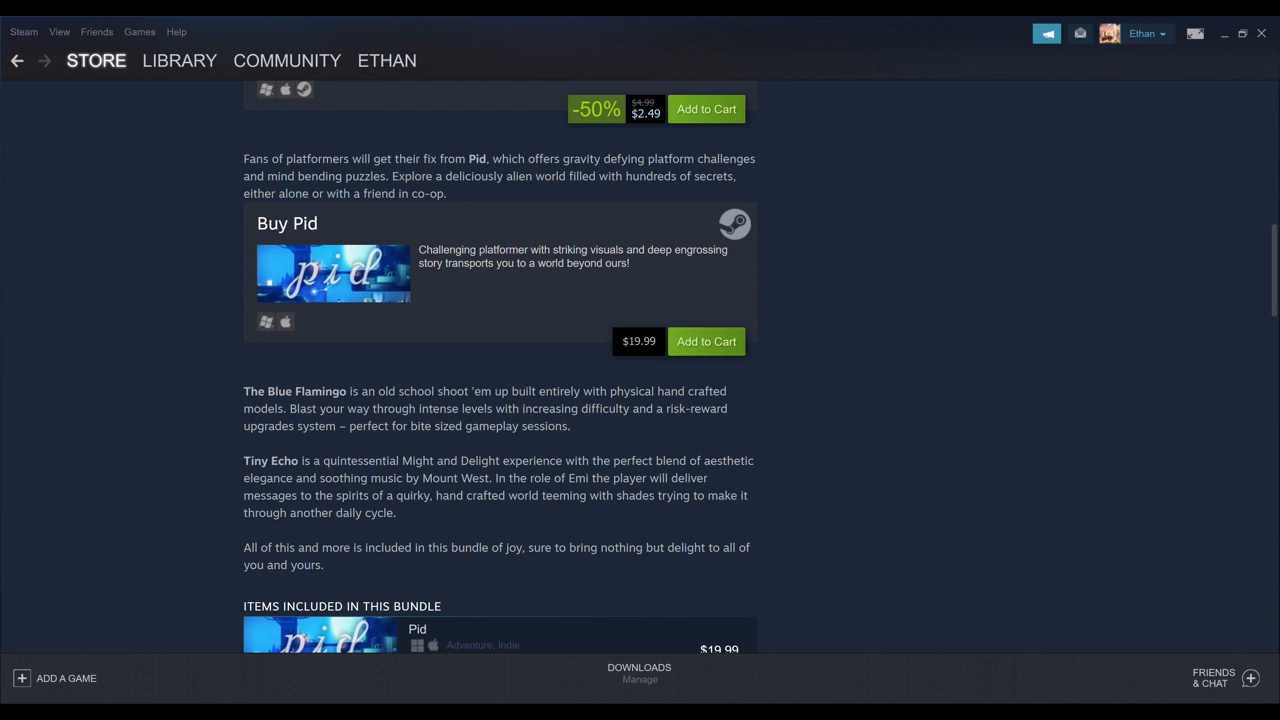 Steam View Friends Games Help
Ethan
STORE LIBRARY COMMUNITY ETHAN
-50% $4.99 $2.49 Add to Cart
Fans of platformers will get their fix from Pid, which offers gravity defying platform challenges
and mind bending puzzles. Explore a deliciously alien world filled with hundreds of secrets,
either alone or with a friend in co-op.
Buy Pid
pid
Challenging platformer with striking visuals and deep engrossing
story transports you to a world beyond ours!
$19.99 Add to Cart
The Blue Flamingo is an old school shoot 'em up built entirely with physical hand crafted
models. Blast your way through intense levels with increasing difficulty and a risk-reward
upgrades system – perfect for bite sized gameplay sessions.
Tiny Echo is a quintessential Might and Delight experience with the perfect blend of aesthetic
elegance and soothing music by Mount West. In the role of Emi the player will deliver
messages to the spirits of a quirky, hand crafted world teeming with shades trying to make it
through another daily cycle.
All of this and more is included in this bundle of joy, sure to bring nothing but delight to all of
you and yours.
ITEMS INCLUDED IN THIS BUNDLE
pid
Pid
Adventure, Indie
$19.99
ADD A GAME
DOWNLOADS
Manage
FRIENDS
& CHAT